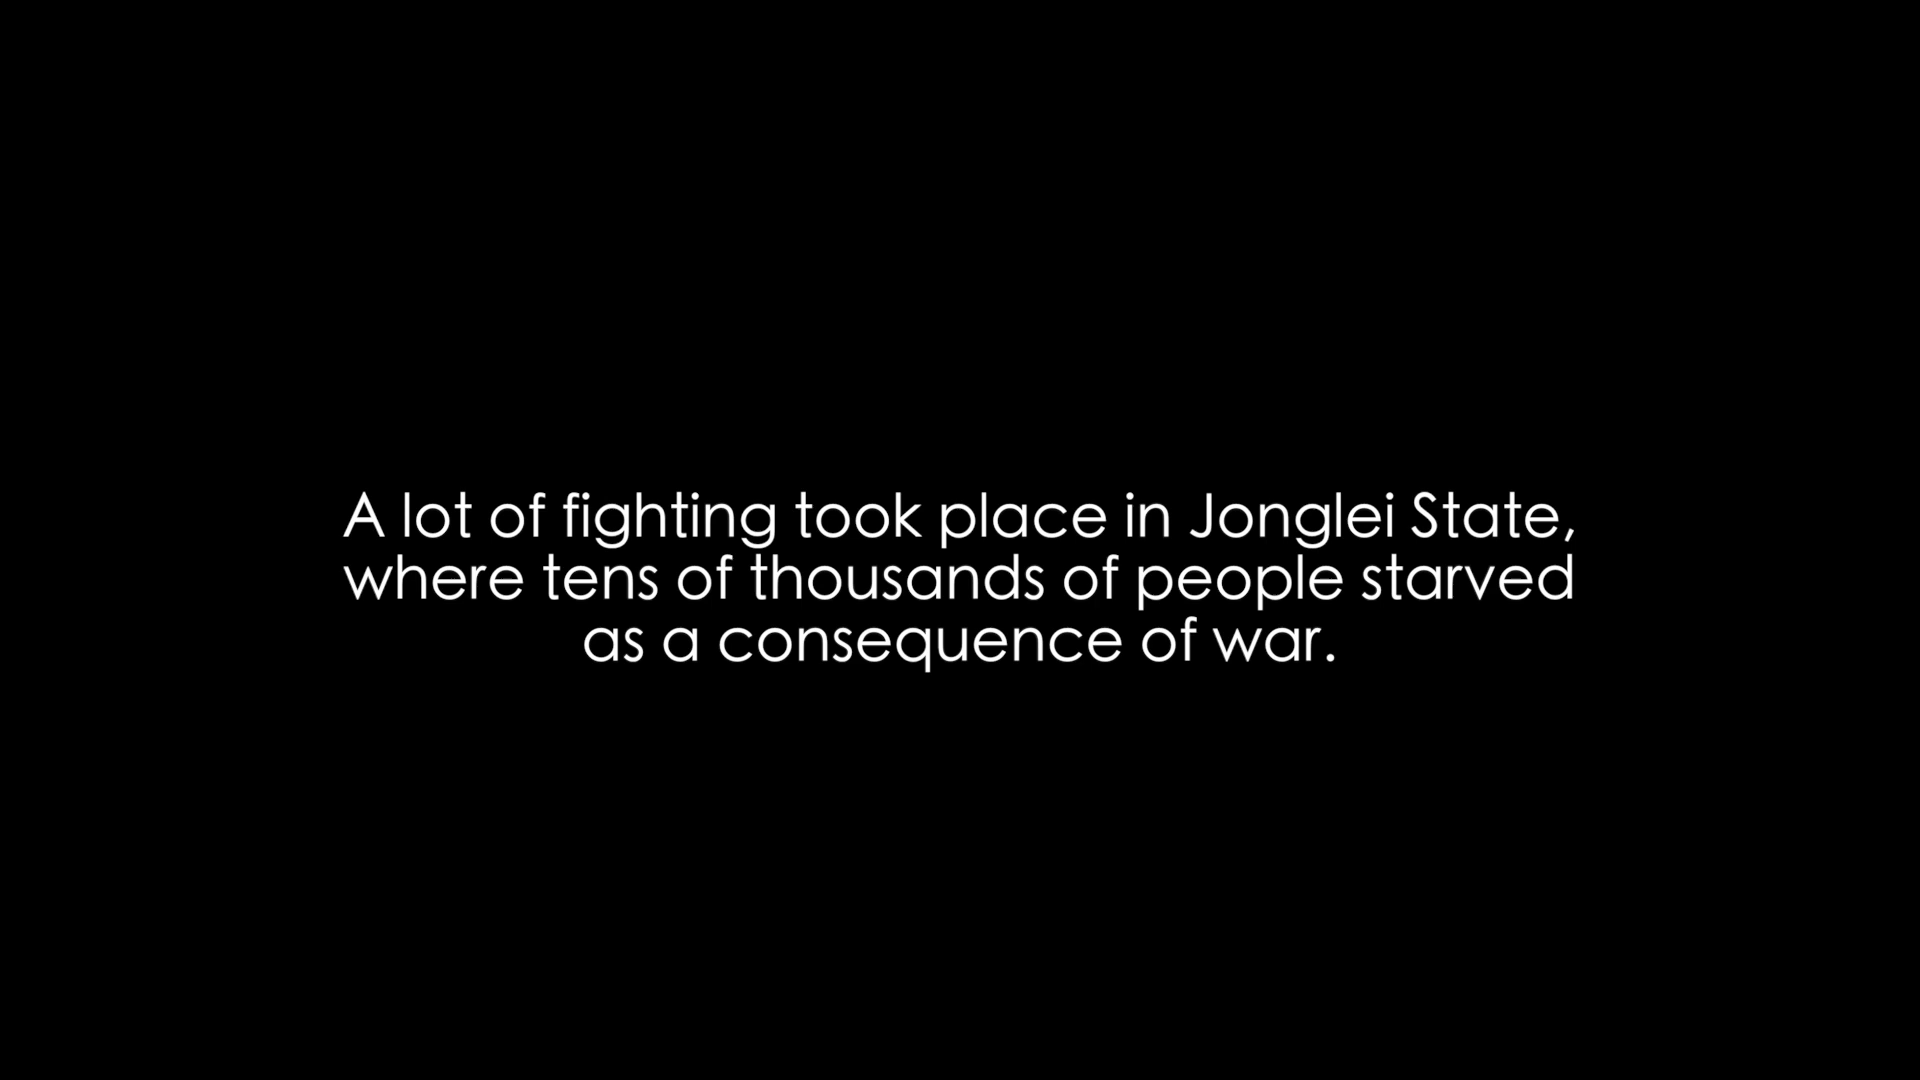 A lot of fighting took place in Jonglei State,
where tens of thousands of people starved
as a consequence of war.